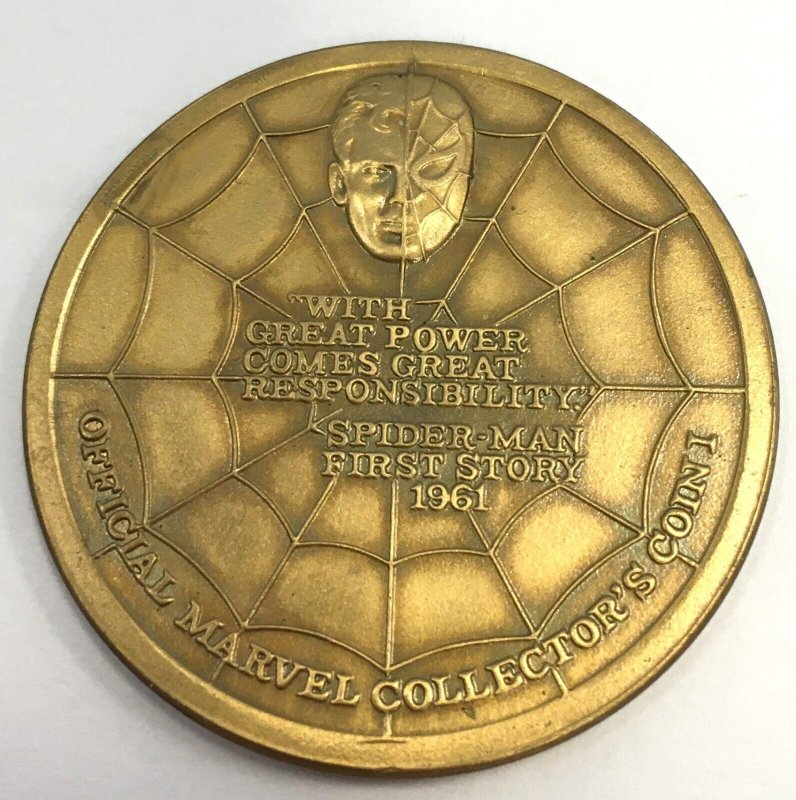 "WITH
GREAT POWER
COMES GREAT
RESPONSIBILITY."
SPIDER-MAN
FIRST STORY
1961
OFFICIAL MARVEL COLLECTOR'S COIN I